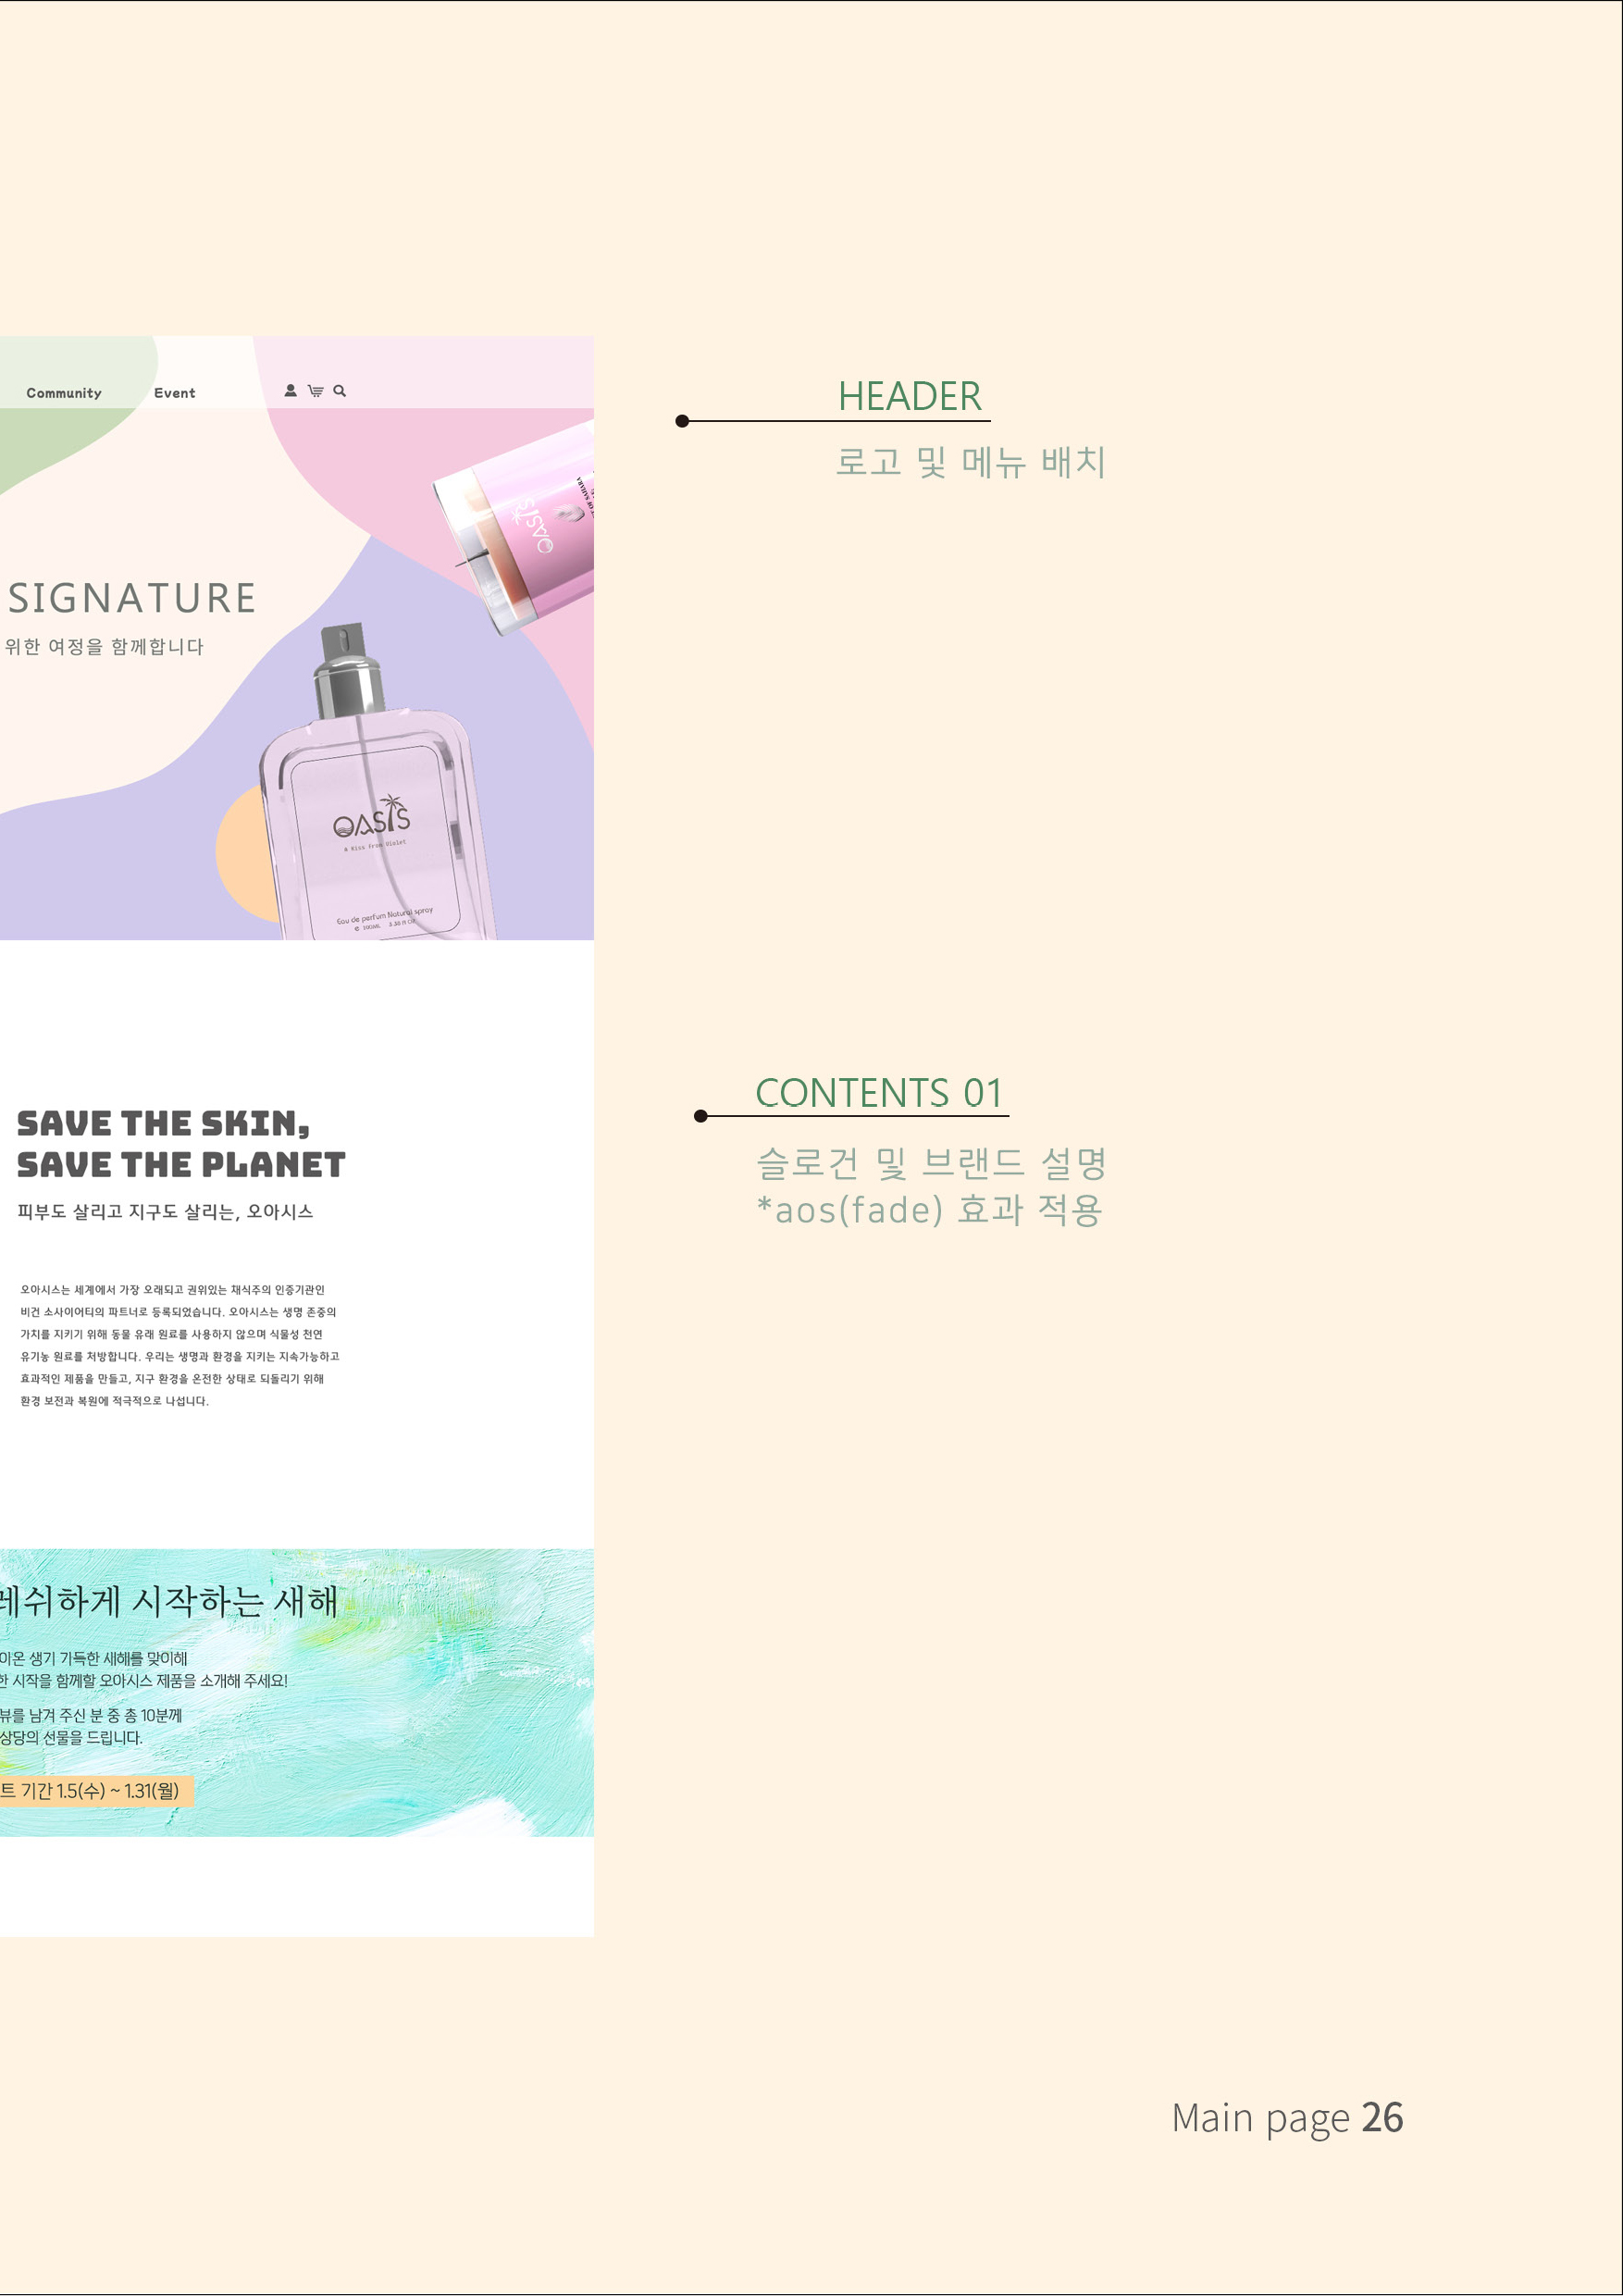 Community
Event
HEADER
로고 및 메뉴 배치
OASIS
SIGNATURE
위한 여정을 함께합니다
OASIS
a Kiss From Violet
Eau de perfum Natural spray
CONTENTS 01
슬로건 및 브랜드 설명
*aos(fade) 효과 적용
SAVE THE SKIN,
SAVE THE PLANET
피부도 살리고 지구도 살리는, 오아시스
오아시스는 세계에서 가장 오래되고 권위있는 채식주의 인증기관인
비건 소사이어티의 파트너로 등록되었습니다. 오아시스는 생명 존중의
가치를 지키기 위해 동물 유래 원료를 사용하지 않으며 식물성 천연
유기농 원료를 처방합니다. 우리는 생명과 환경을 지키는 지속가능하고
효과적인 제품을 만들고, 지구 환경을 온전한 상태로 되돌리기 위해
환경 보전과 복원에 적극적으로 나섭니다.
레쉬하게 시작하는 새해
이온 생기 기득한 새해를 맞이해
한 시작을 함께할 오아시스 제품을 소개해 주세요!
뷰를 남겨 주신 분 중 총 10분께
상당의 선물을 드립니다.
트 기간 1.5(수) ~ 1.31(월)
Main page 26